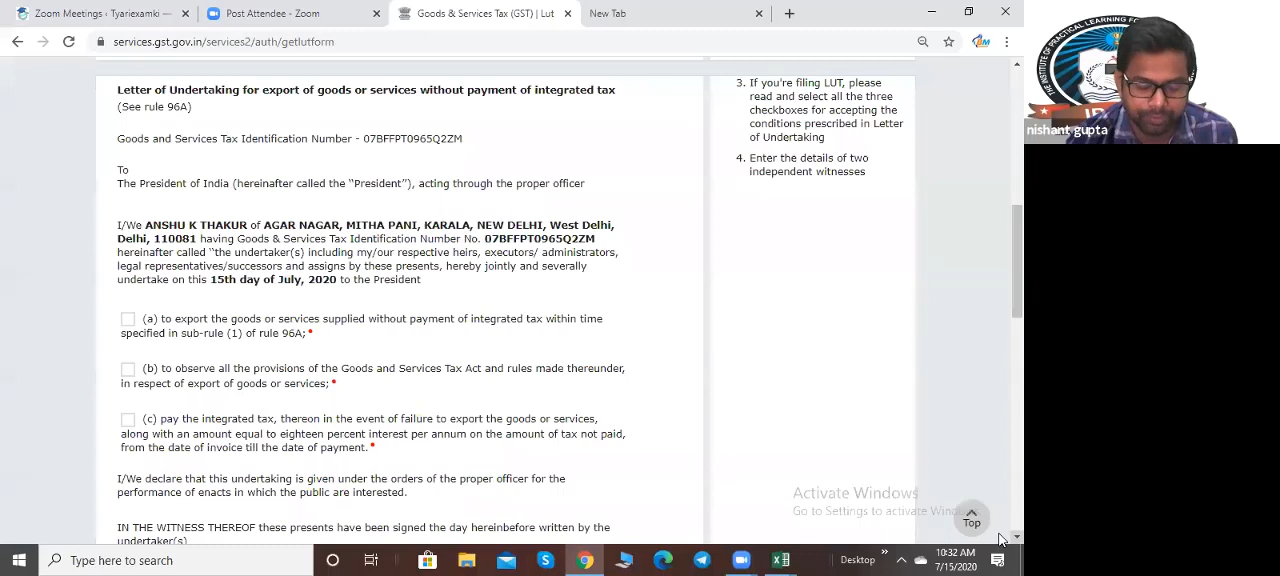 Zoom Meetings • Tyariexamki —
Post Attendee - Zoom
Goods & Services Tax (GST) | Lut
New Tab
services.gst.gov.in/services2/auth/getlutform
Letter of Undertaking for export of goods or services without payment of integrated tax
(See rule 96A)
Goods and Services Tax Identification Number - 07BFFPT0965Q2ZM
To
The President of India (hereinafter called the "President"), acting through the proper officer
I/We ANSHU K THAKUR of AGAR NAGAR, MITHA PANI, KARALA, NEW DELHI, West Delhi,
Delhi, 110081 having Goods & Services Tax Identification Number No. 07BFFPT0965Q2ZM
hereinafter called "the undertaker(s) including my/our respective heirs, executors/ administrators,
legal representatives/successors and assigns by these presents, hereby jointly and severally
undertake on this 15th day of July, 2020 to the President
(a) to export the goods or services supplied without payment of integrated tax within time
specified in sub-rule (1) of rule 96A; •
(b) to observe all the provisions of the Goods and Services Tax Act and rules made thereunder,
in respect of export of goods or services; •
(c) pay the integrated tax, thereon in the event of failure to export the goods or services,
along with an amount equal to eighteen percent interest per annum on the amount of tax not paid,
from the date of invoice till the date of payment. •
I/We declare that this undertaking is given under the orders of the proper officer for the
performance of enacts in which the public are interested.
IN THE WITNESS THEREOF these presents have been signed the day hereinbefore written by the
undertaker(s)
3. If you're filing LUT, please
read and select all the three
checkboxes for accepting the
conditions prescribed in Letter
of Undertaking
4. Enter the details of two
independent witnesses
Activate Windows
Go to Settings to activate
Top
Type here to search
Desktop
10:32 AM
7/15/2020
THE INSTITUTE OF PRACTICAL LEARNING
nishant gupta